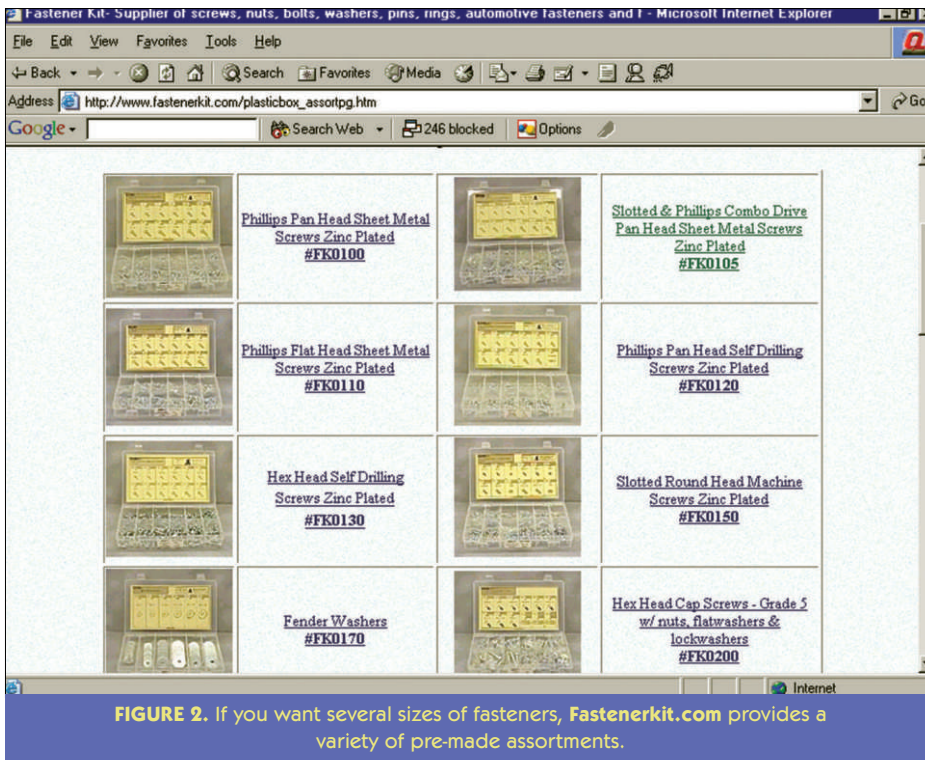 Fastener Kit- Supplier of screws, nuts, bolts, washers, pins, rings, automotive fasteners and f - Microsoft Internet Explorer
File Edit View Favorites Tools Help
Back Search Favorites Media
Address http://www.fastenerkit.com/plasticbox_assortpg.htm Go
Google Search Web 246 blocked Options
Phillips Pan Head Sheet Metal
Screws Zinc Plated
#FK0100
Slotted & Phillips Combo Drive
Pan Head Sheet Metal Screws
Zinc Plated
#FK0105
Phillips Flat Head Sheet Metal
Screws Zinc Plated
#FK0110
Phillips Pan Head Self Drilling
Screws Zinc Plated
#FK0120
Hex Head Self Drilling
Screws Zinc Plated
#FK0130
Slotted Round Head Machine
Screws Zinc Plated
#FK0150
Fender Washers
#FK0170
Hex Head Cap Screws - Grade 5
w/ nuts, flatwashers &
lockwashers
#FK0200
Internet
FIGURE 2. If you want several sizes of fasteners, Fastenerkit.com provides a
variety of pre-made assortments.